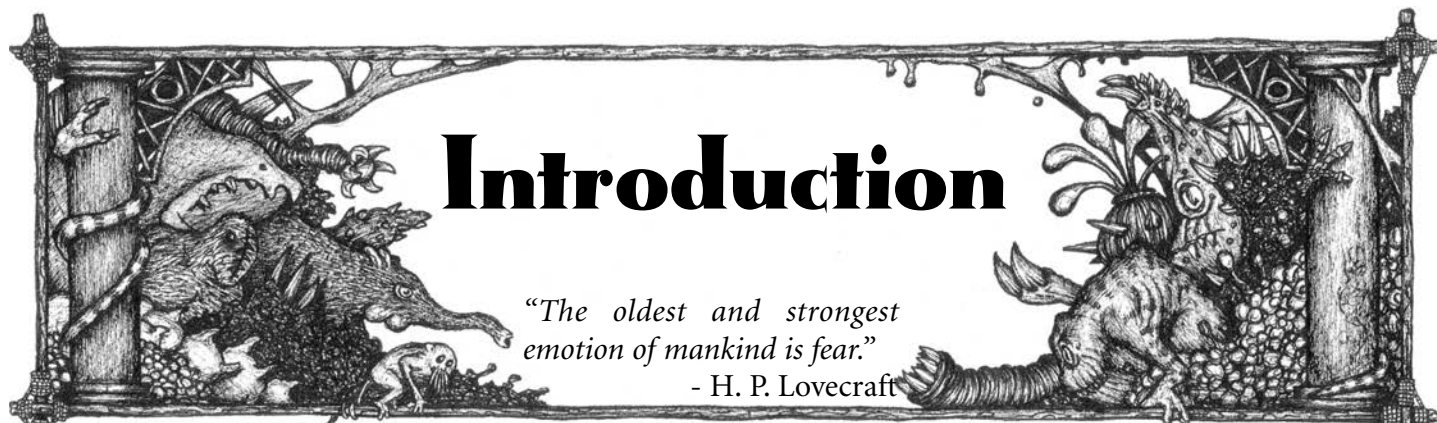 Introduction
“The oldest and strongest
emotion of mankind is fear.”
- H. P. Lovecraft